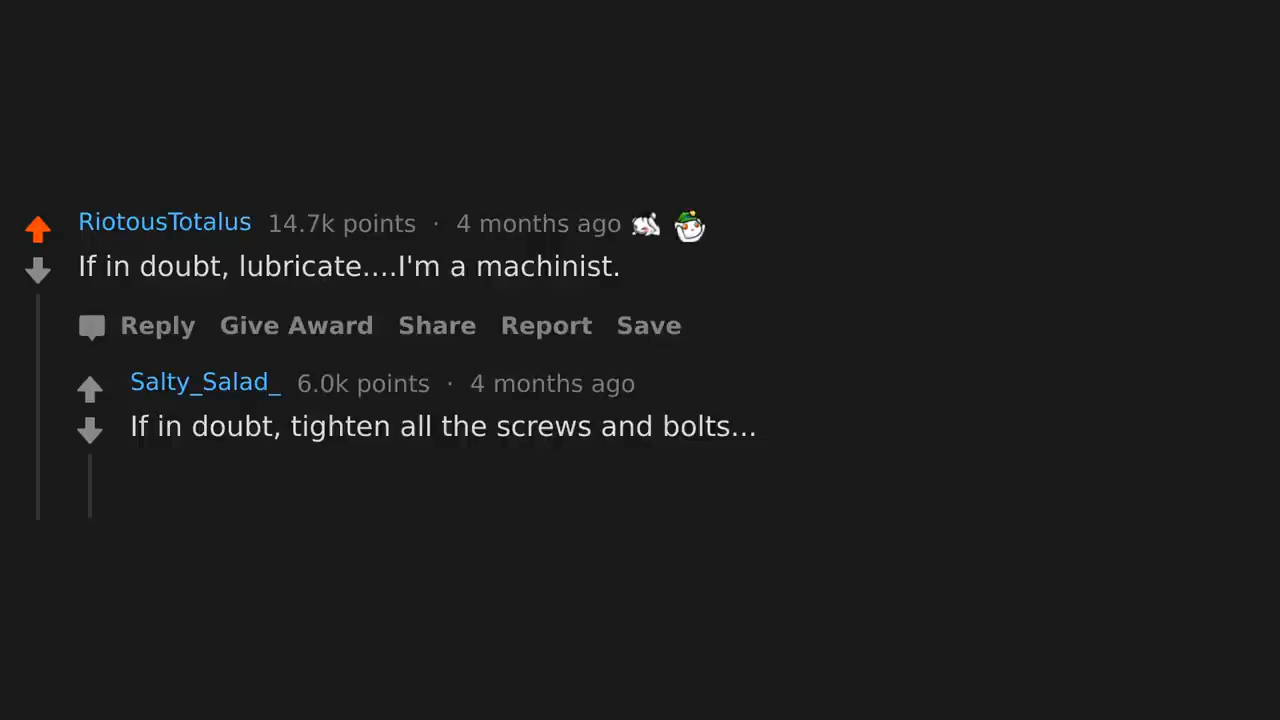 RiotousTotalus 14.7k points · 4 months ago
If in doubt, lubricate....I'm a machinist.
Reply Give Award Share Report Save
Salty_Salad_ 6.0k points · 4 months ago
If in doubt, tighten all the screws and bolts...